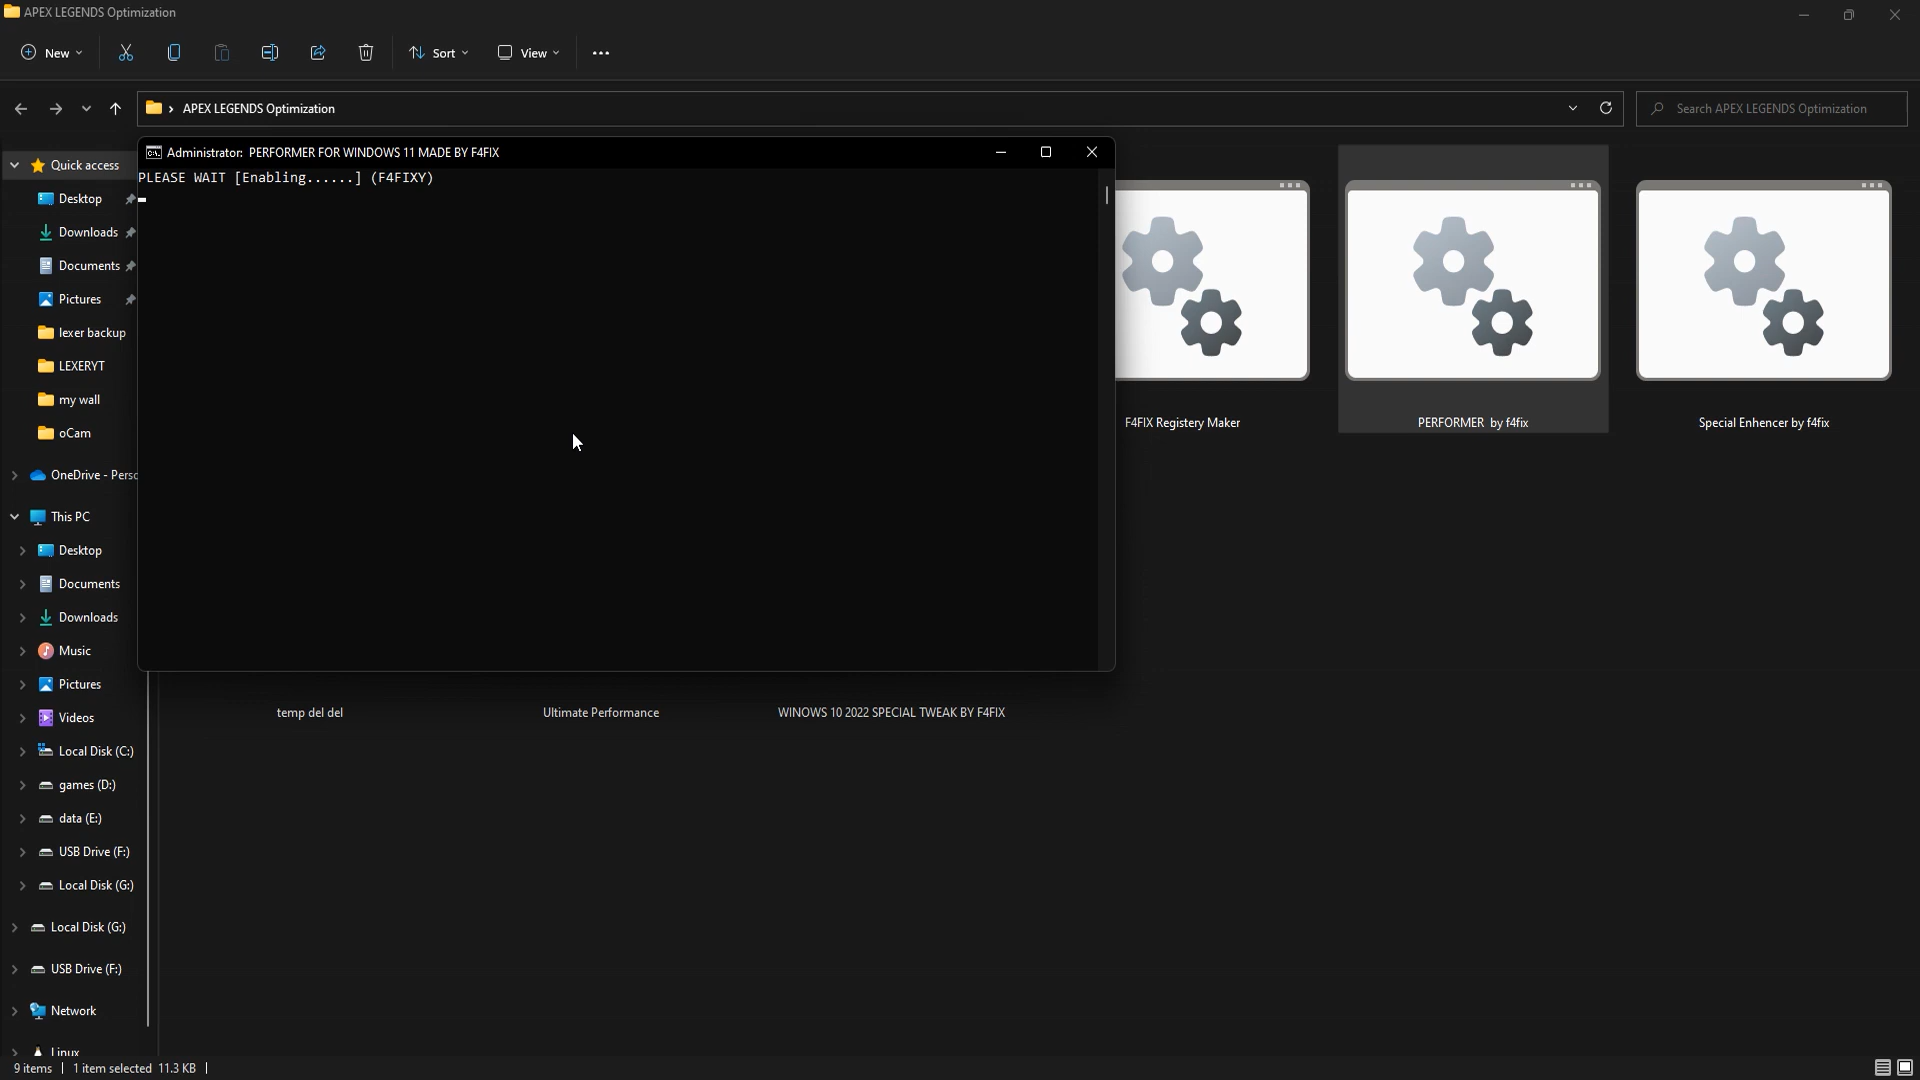 APEX LEGENDS Optimization
New
Sort
View
APEX LEGENDS Optimization
Search APEX LEGENDS Optimization
Administrator: PERFORMER FOR WINDOWS 11 MADE BY F4FIX
PLEASE WAIT [Enabling......] (F4FIXY)
Quick access
Desktop
Downloads
Documents
Pictures
lexer backup
LEXERYT
my wall
oCam
OneDrive - Perso
This PC
Desktop
Documents
Downloads
Music
Pictures
Videos
Local Disk (C:)
games (D:)
data (E:)
USB Drive (F:)
Local Disk (G:)
Local Disk (G:)
USB Drive (F:)
Network
Linux
F4FIX Registery Maker
PERFORMER by f4fix
Special Enhencer by f4fix
temp del del
Ultimate Performance
WINOWS 10 2022 SPECIAL TWEAK BY F4FIX
9 items
1 item selected 11.3 KB